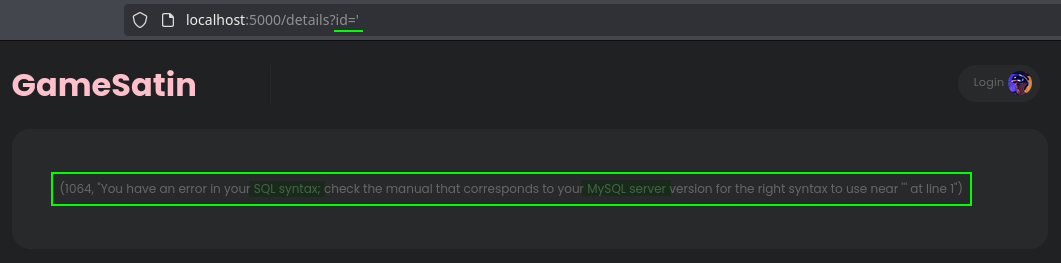 localhost:5000/details?id='
GameSatin
Login
(1064, "You have an error in your SQL syntax; check the manual that corresponds to your MySQL server version for the right syntax to use near ''' at line 1")